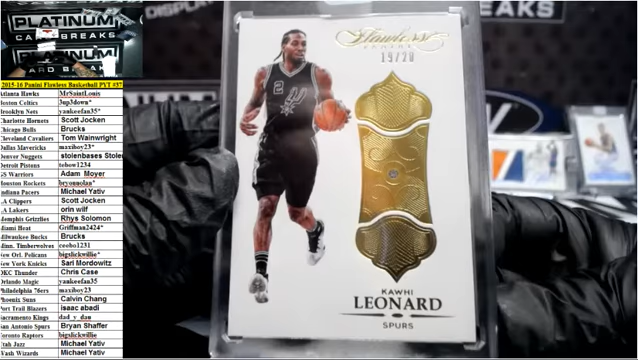 PLATINUM
CARD BREAKS
2015-16 Panini Flawless Basketball PYT #37
Atlanta Hawks MrSaintLouis
Boston Celtics 3up3down*
Brooklyn Nets yankeefan35*
Charlotte Hornets Scott Jocken
Chicago Bulls Brucks
Cleveland Cavaliers Tom Wainwright
Dallas Mavericks maxiboy23*
Denver Nuggets stolenbases Stolen
Detroit Pistons tebow1234
GS Warriors Adam Moyer
Houston Rockets bryounolan*
Indiana Pacers Michael Yativ
LA Clippers Scott Jocken
LA Lakers orin wilf
Memphis Grizzlies Rhys Solomon
Miami Heat Griffman2424*
Milwaukee Bucks Brucks
Minn. Timberwolves ceobo1231
New Orl. Pelicans bigslickwillie*
New York Knicks Sari Mordowitz
OKC Thunder Chris Case
Orlando Magic yankeefan35
Philadelphia 76ers maxiboy23
Phoenix Suns Calvin Chang
Port Trail Blazers isaac abadi
Sacramento Kings dad_y_dau
San Antonio Spurs Bryan Shaffer
Toronto Raptors bigslickwillie
Utah Jazz Michael Yativ
Wash Wizards Michael Yativ
Flawless
19/20
2
KAWHI
LEONARD
SPURS